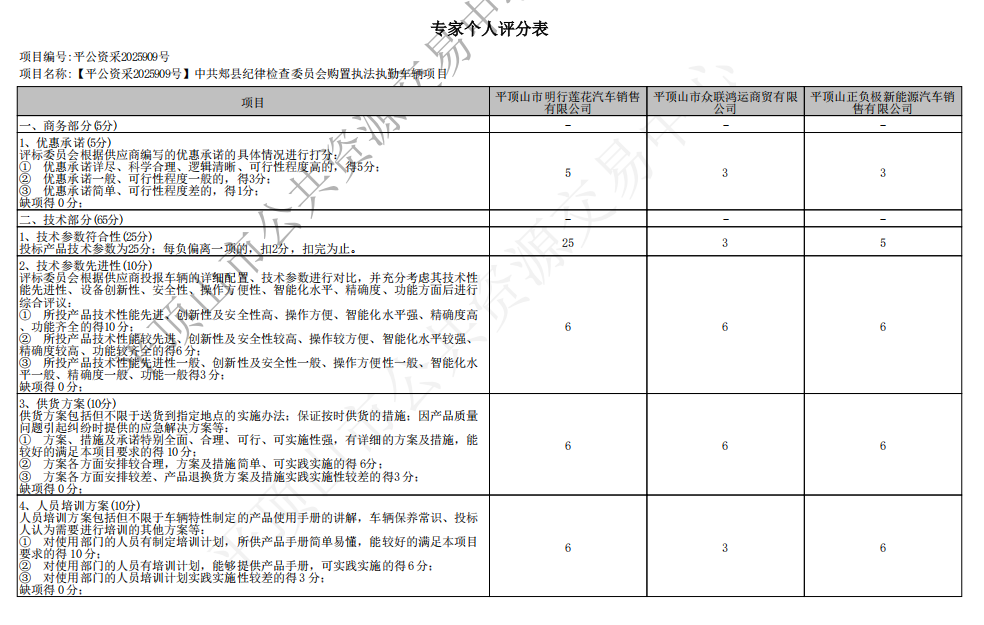 专家个人评分表
项目编号:平公资采2025909号
项目名称:【平公资采2025909号】中共郏县纪律检查委员会购置执法执勤车辆项目
项目 平顶山市明行莲花汽车销售有限公司 平顶山市众联鸿运商贸有限公司 平顶山正负极新能源汽车销售有限公司
一、商务部分(5分) - - -
1、优惠承诺(5分)
评标委员会根据供应商编写的优惠承诺的具体情况进行打分;
① 优惠承诺详尽、科学合理、逻辑清晰、可行性程度高的,得5分;
② 优惠承诺一般、可行性程度一般的,得3分;
③ 优惠承诺简单、可行性程度差的,得1分;
缺项得 0 分;
5 3 3
二、技术部分(65分) - - -
1、技术参数符合性(25分)
投标产品技术参数为25分;每负偏离一项的,扣2分,扣完为止。
25 3 5
2、技术参数先进性(10分)
评标委员会根据供应商投报车辆的详细配置、技术参数进行对比,并充分考虑其技术性
能先进性、设备创新性、安全性、操作方便性、智能化水平、精确度、功能方面后进行
综合评议:
① 所投产品技术性能先进、创新性及安全性高、操作方便、智能化水平强、精确度高
、功能齐全的得10 分;
② 所投产品技术性能较先进、创新性及安全性较高、操作较方便、智能化水平较强、
精确度较高、功能较齐全的得6 分;
③ 所投产品技术性能先进性一般、创新性及安全性一般、操作方便性一般、智能化水
平一般、精确度一般、功能一般得3 分;
缺项得 0 分;
6 6 6
3、供货方案(10分)
供货方案包括但不限于送货到指定地点的实施办法;保证按时供货的措施;因产品质量
问题引起纠纷时提供的应急解决方案等:
① 方案、措施及承诺特别全面、合理、可行、可实施性强,有详细的方案及措施,能
较好的满足本项目要求的得 10 分;
② 方案各方面安排较合理,方案及措施简单、可实践实施的得 6分;
③ 方案各方面安排较差、产品退换货方案及措施实践实施性较差的得3 分;
缺项得 0 分;
6 6 6
4、人员培训方案(10分)
人员培训方案包括但不限于车辆特性制定的产品使用手册的讲解,车辆保养常识、投标
人认为需要进行培训的其他方案等;
① 对使用部门的人员有制定培训计划,所供产品手册简单易懂,能较好的满足本项目
要求的得 10 分;
② 对使用部门的人员有培训计划,能够提供产品手册,可实践实施的得 6 分;
③ 对使用部门的人员培训计划实践实施性较差的得 3 分;
缺项得 0 分;
6 3 6
平顶山市公共资源交易中心
平顶山市公共资源交易中心